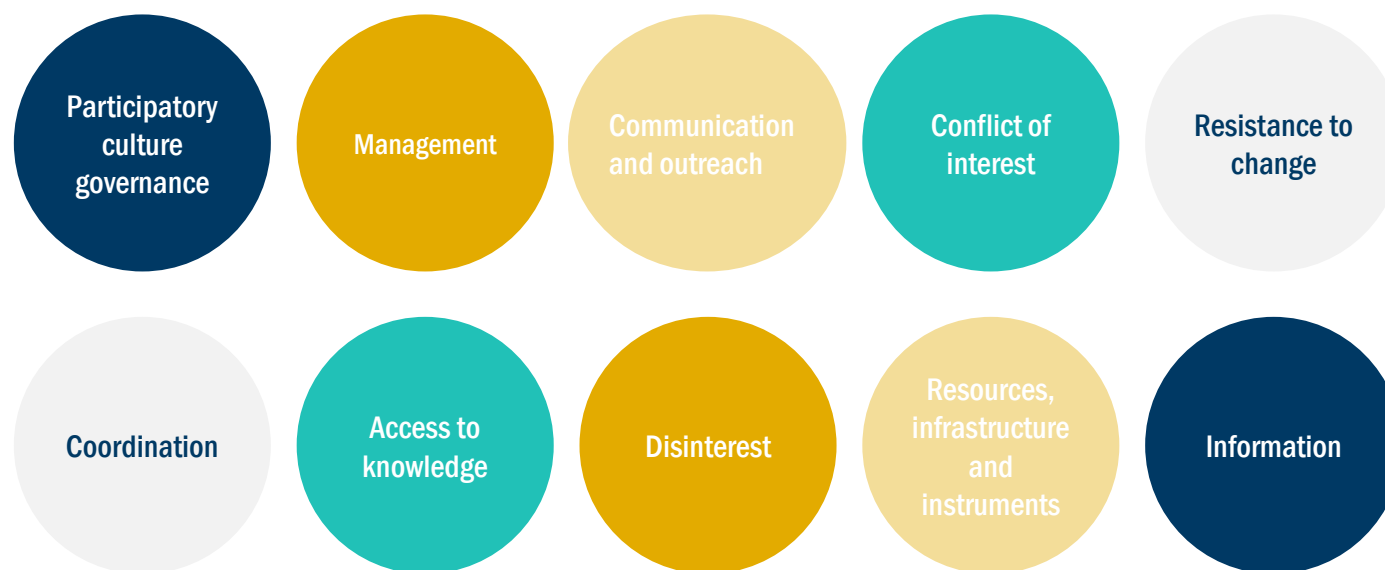 Participatory
culture
governance
Management
Communication
and outreach
Conflict of
interest
Resistance to
change
Coordination
Access to
knowledge
Disinterest
Resources,
infrastructure
and
instruments
Information